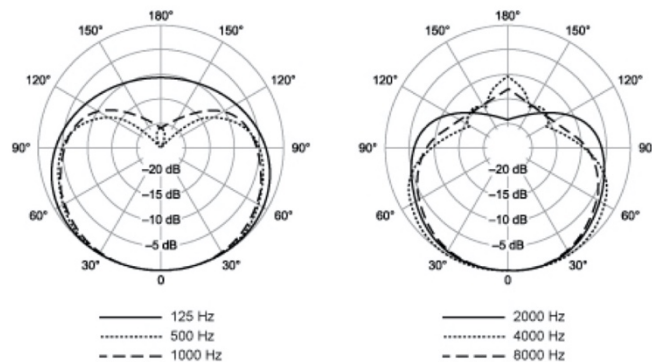 180°
150° 150°
120° 120°
90° 90°
60° 60°
30° 30°
0
–20 dB
–15 dB
–10 dB
–5 dB
125 Hz
500 Hz
1000 Hz
180°
150° 150°
120° 120°
90° 90°
60° 60°
30° 30°
0
–20 dB
–15 dB
–10 dB
–5 dB
2000 Hz
4000 Hz
8000 Hz